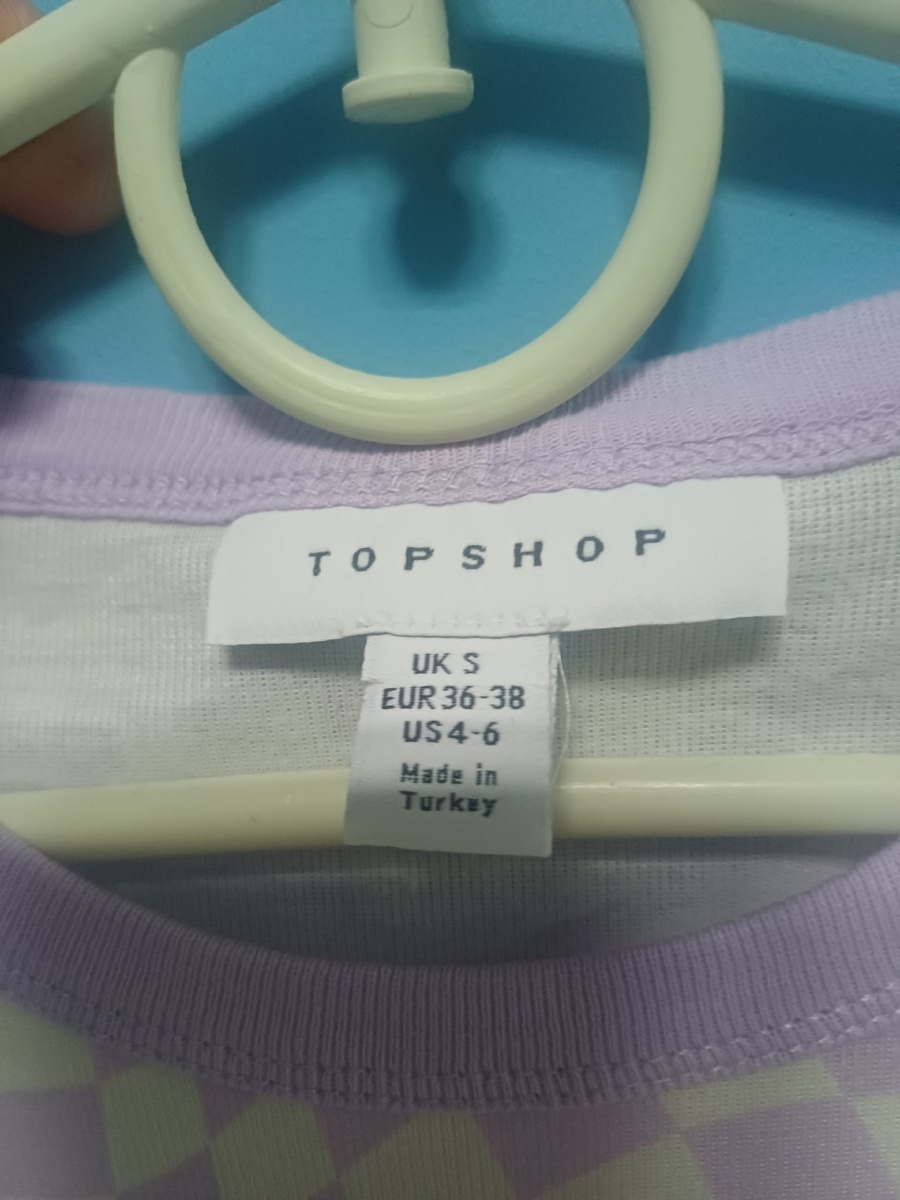 TOPSHOP
UK S
EUR 36-38
US 4-6
Made in
Turkey